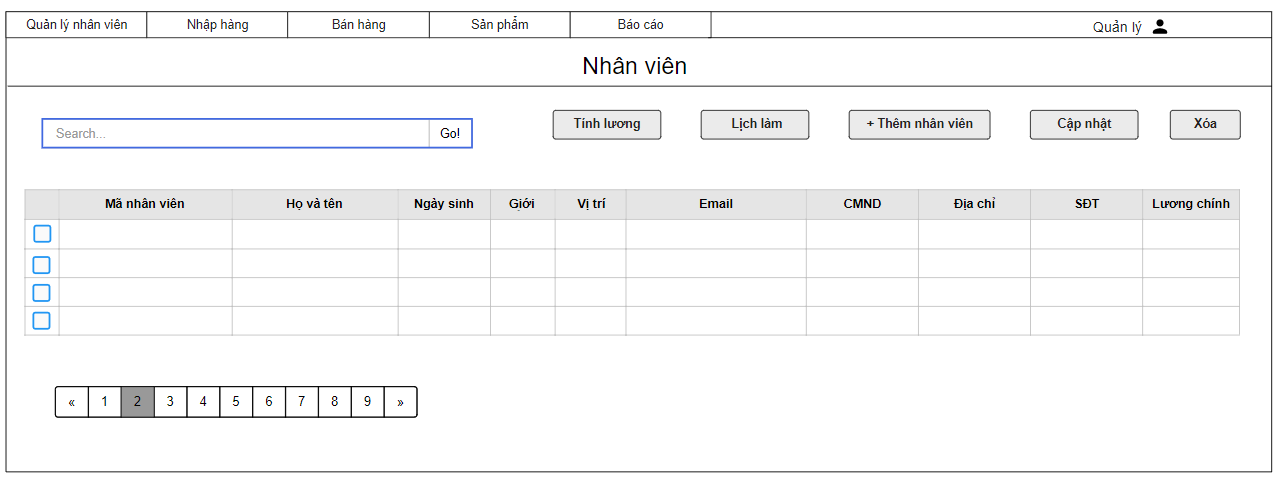 Quản lý nhân viên Nhập hàng Bán hàng Sản phẩm Báo cáo Quản lý
Nhân viên
Search... Go! Tính lương Lịch làm + Thêm nhân viên Cập nhật Xóa
Mã nhân viên Họ và tên Ngày sinh Giới Vị trí Email CMND Địa chỉ SĐT Lương chính
« 1 2 3 4 5 6 7 8 9 »